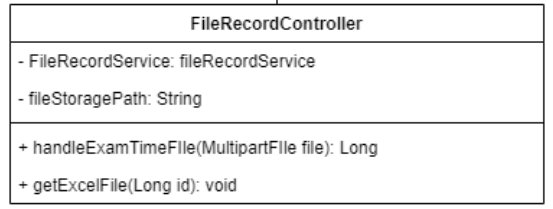 FileRecordController
- FileRecordService: fileRecordService
- fileStoragePath: String
+ handleExamTimeFIle(MultipartFIle file): Long
+ getExcelFile(Long id): void